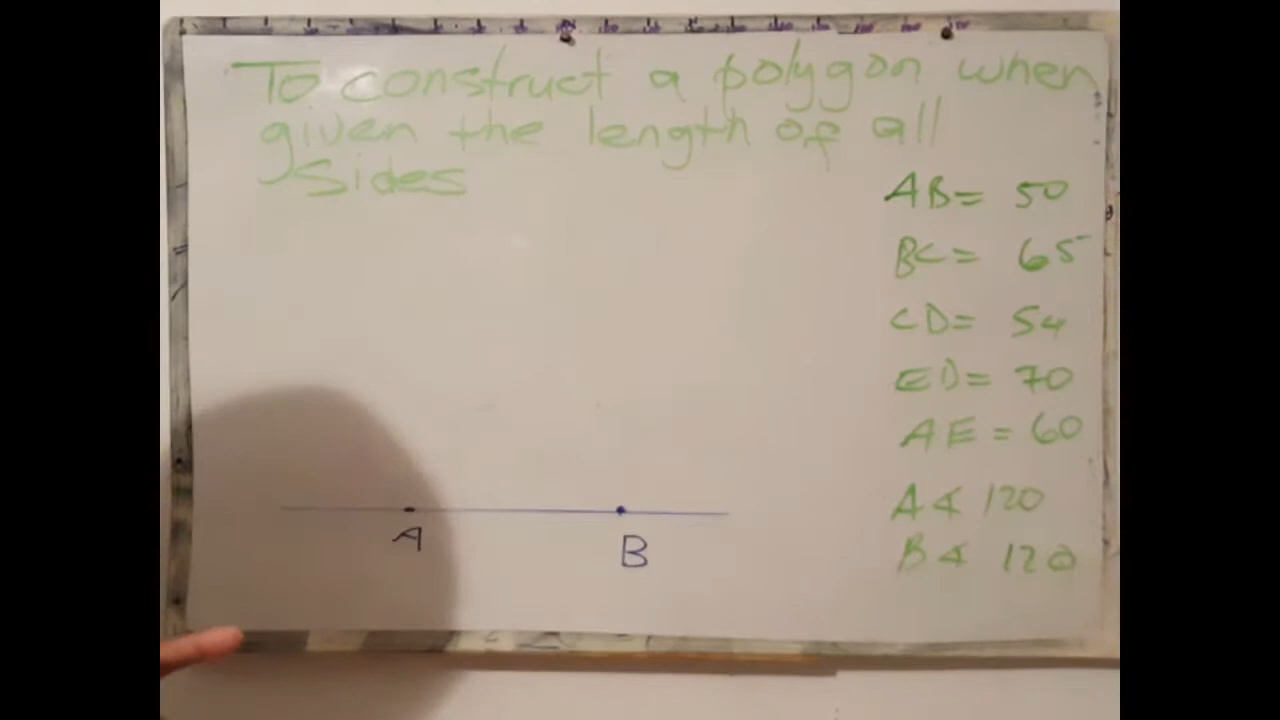 To construct a polygon when
given the length of all
Sides
AB= 50
BC= 65
CD= 54
ED= 70
AE = 60
A∢ 120
B∢ 120
A
B